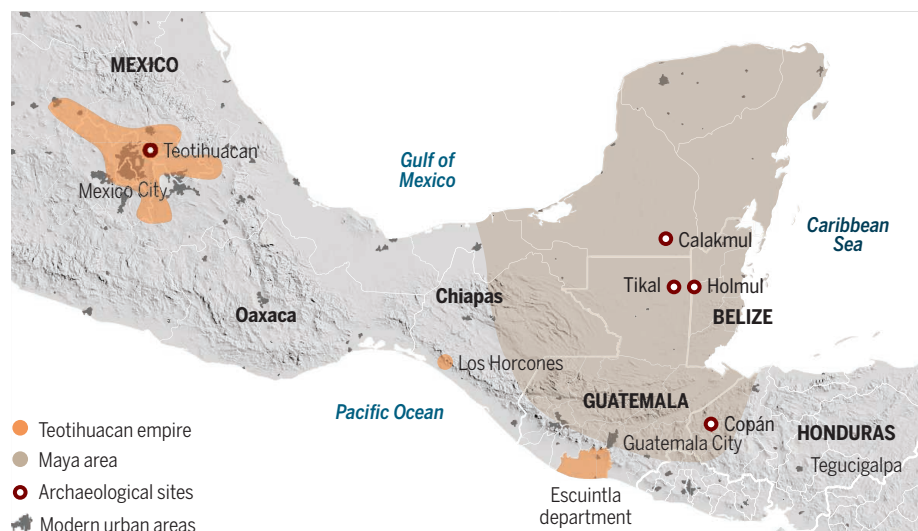 MEXICO
Teotihuacan
Mexico City
Gulf of
Mexico
Caribbean
Sea
Calakmul
Tikal
Holmul
Chiapas
Oaxaca
BELIZE
Los Horcones
Pacific Ocean
GUATEMALA
Copán
HONDURAS
Guatemala City
Tegucigalpa
Escuintla
department
Teotihuacan empire
Maya area
Archaeological sites
Modern urban areas